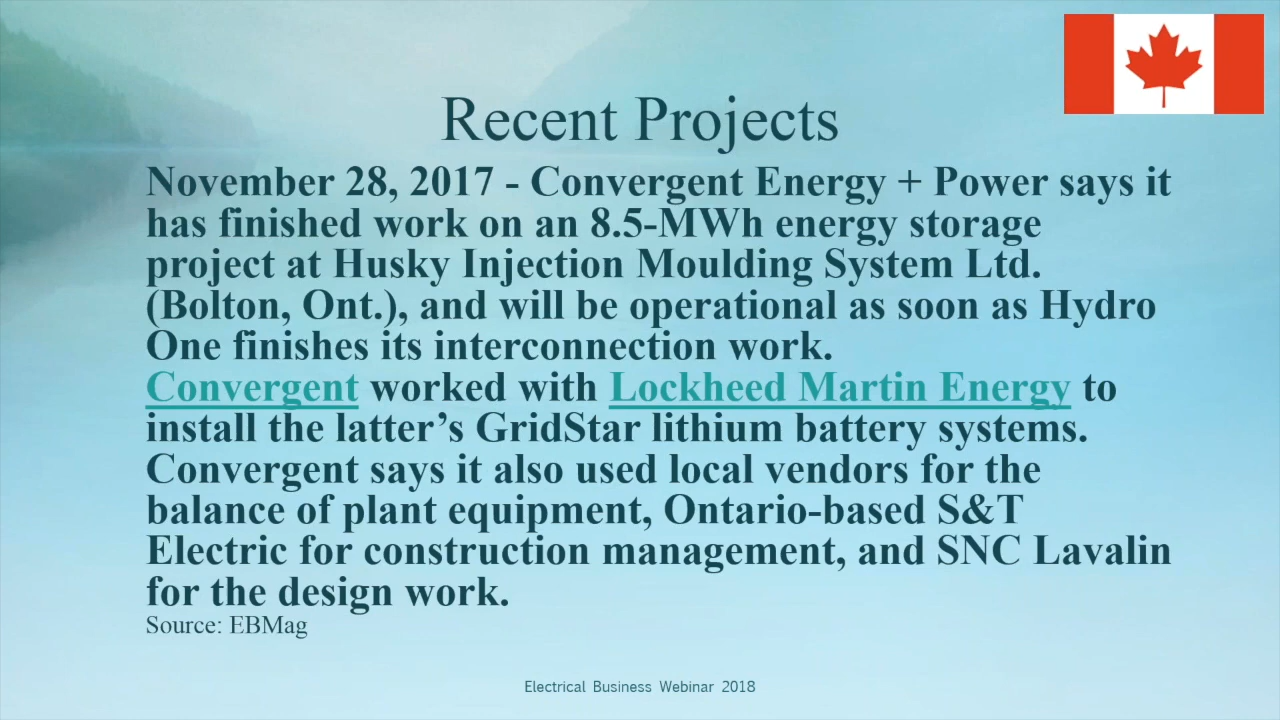 Recent Projects
November 28, 2017 - Convergent Energy + Power says it
has finished work on an 8.5-MWh energy storage
project at Husky Injection Moulding System Ltd.
(Bolton, Ont.), and will be operational as soon as Hydro
One finishes its interconnection work.
Convergent worked with Lockheed Martin Energy to
install the latter’s GridStar lithium battery systems.
Convergent says it also used local vendors for the
balance of plant equipment, Ontario-based S&T
Electric for construction management, and SNC Lavalin
for the design work.
Source: EBMag
Electrical Business Webinar 2018